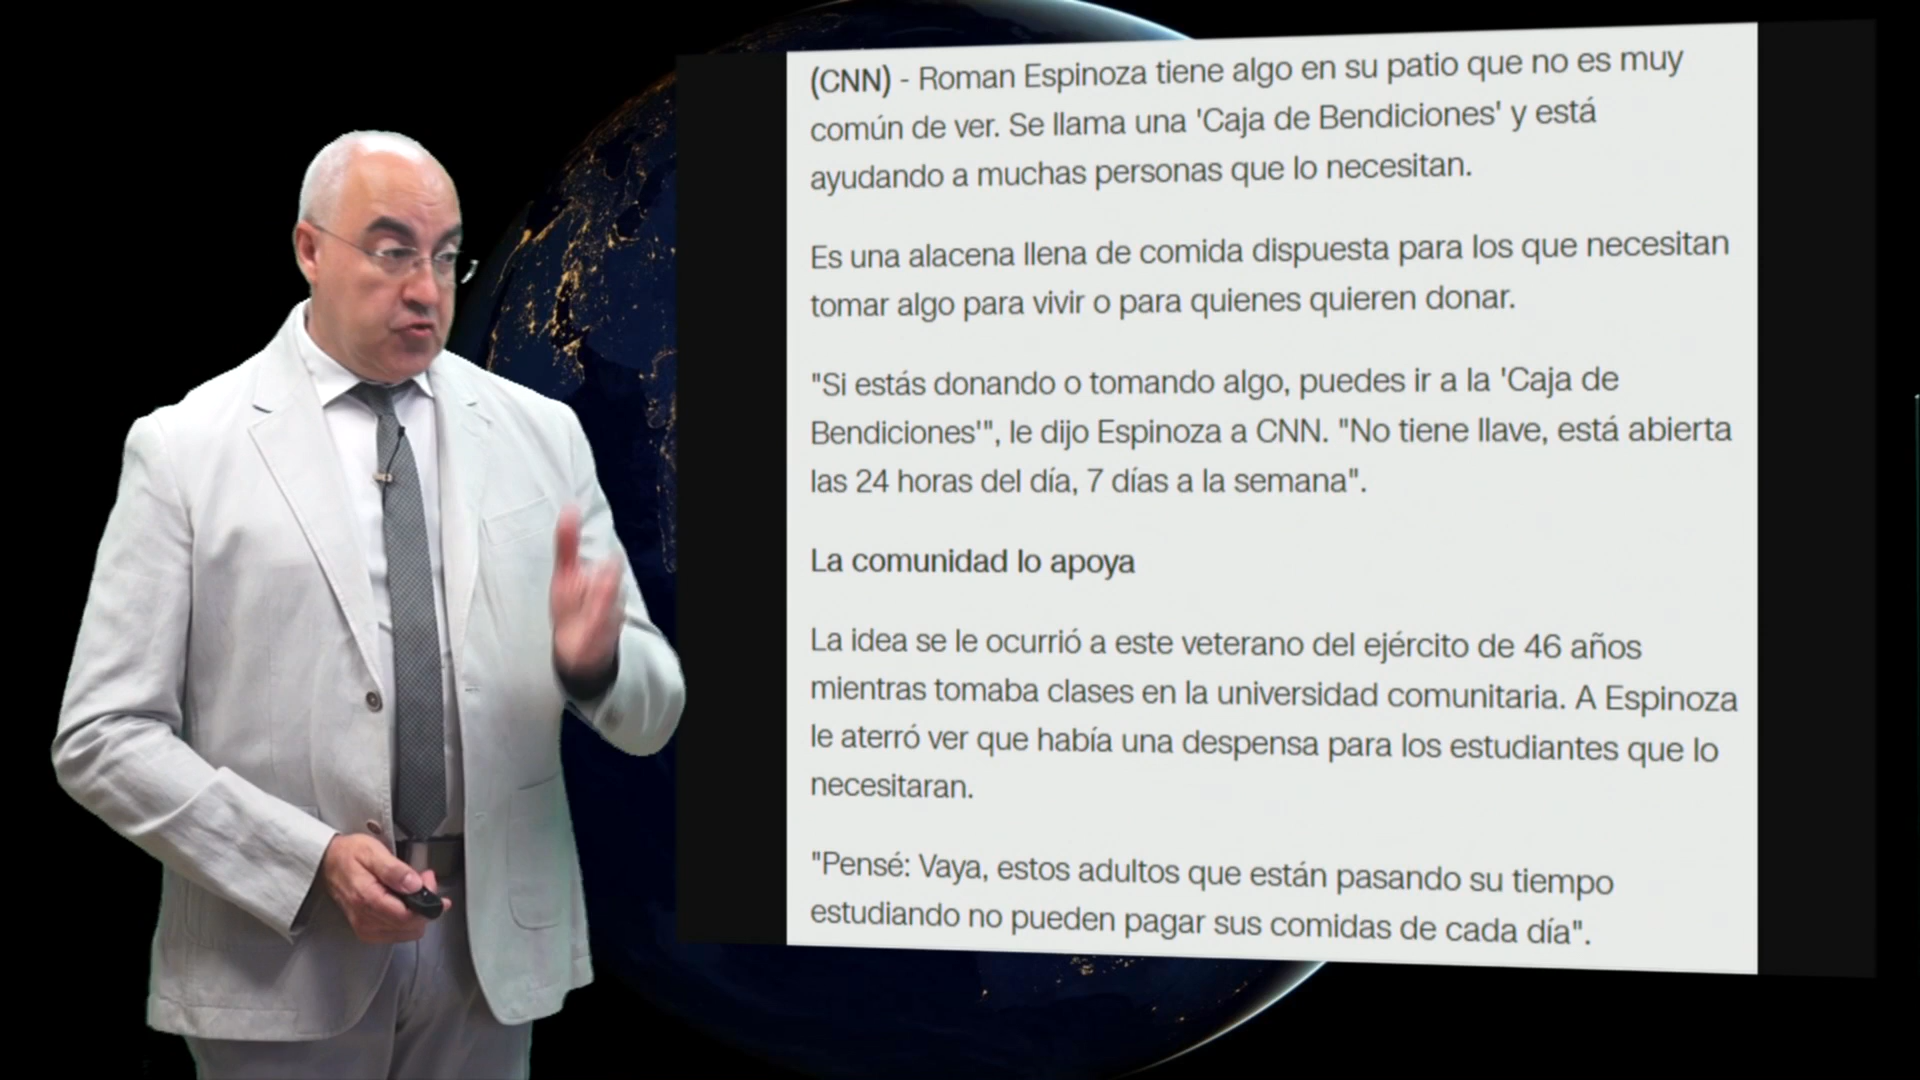 (CNN) - Roman Espinoza tiene algo en su patio que no es muy
común de ver. Se llama una 'Caja de Bendiciones' y está
ayudando a muchas personas que lo necesitan.
Es una alacena llena de comida dispuesta para los que necesitan
tomar algo para vivir o para quienes quieren donar.
"Si estás donando o tomando algo, puedes ir a la 'Caja de
Bendiciones'", le dijo Espinoza a CNN. "No tiene llave, está abierta
las 24 horas del día, 7 días a la semana".
La comunidad lo apoya
La idea se le ocurrió a este veterano del ejército de 46 años
mientras tomaba clases en la universidad comunitaria. A Espinoza
le aterró ver que había una despensa para los estudiantes que lo
necesitaran.
"Pensé: Vaya, estos adultos que están pasando su tiempo
estudiando no pueden pagar sus comidas de cada día".